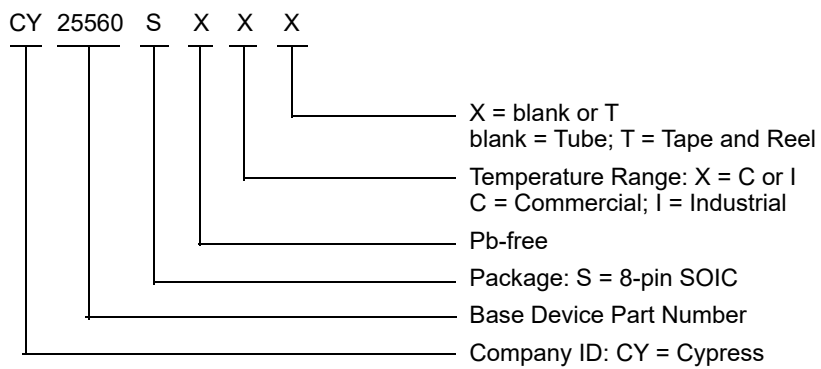 CY 25560 S X X X
X = blank or T
blank = Tube; T = Tape and Reel
Temperature Range: X = C or I
C = Commercial; I = Industrial
Pb-free
Package: S = 8-pin SOIC
Base Device Part Number
Company ID: CY = Cypress